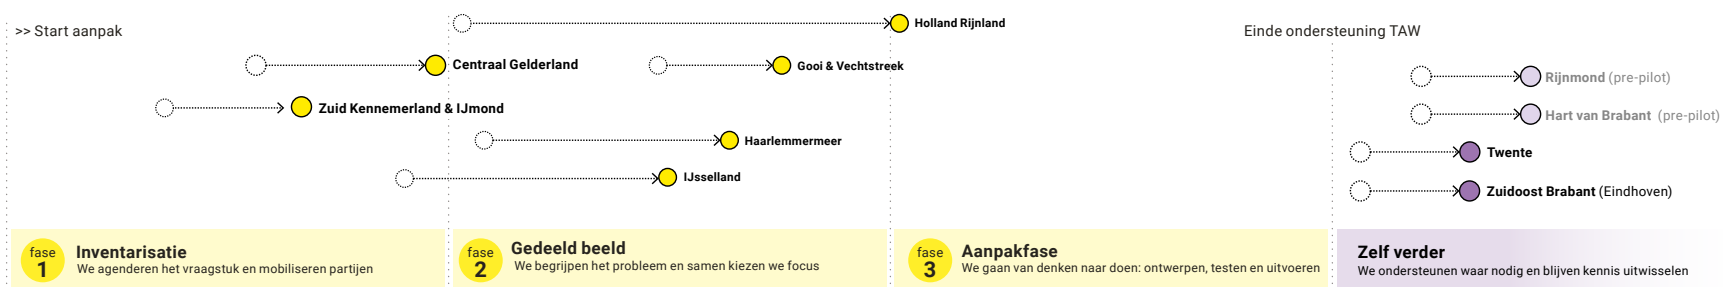 >> Start aanpak
Holland Rijnland
Einde ondersteuning TAW
Centraal Gelderland
Gooi & Vechtstreek
Rijnmond (pre-pilot)
Zuid Kennemerland & IJmond
Hart van Brabant (pre-pilot)
Haarlemmermeer
Twente
IJsselland
Zuidoost Brabant (Eindhoven)
fase
1
Inventarisatie
We agenderen het vraagstuk en mobiliseren partijen
fase
2
Gedeeld beeld
We begrijpen het probleem en samen kiezen we focus
fase
3
Aanpakfase
We gaan van denken naar doen: ontwerpen, testen en uitvoeren
Zelf verder
We ondersteunen waar nodig en blijven kennis uitwisselen